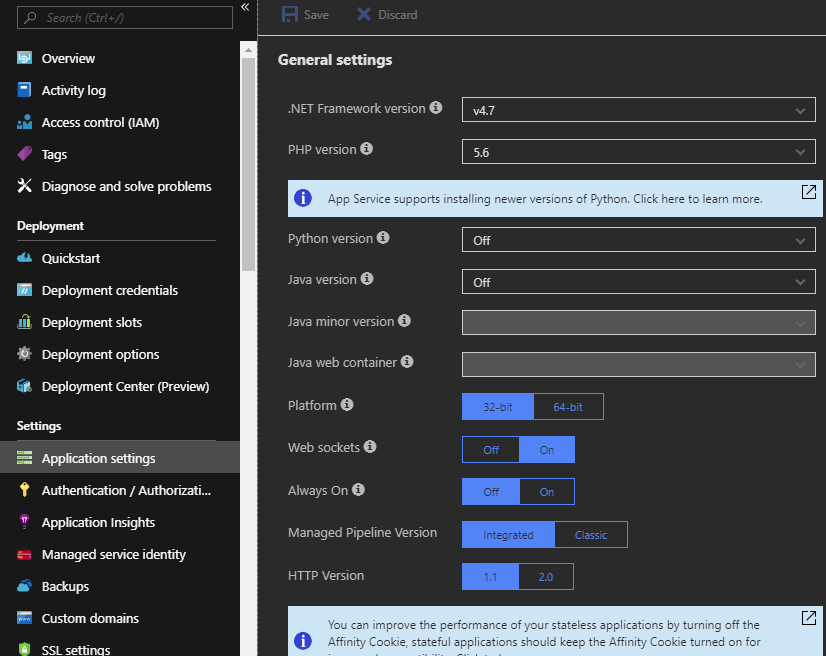 Search (Ctrl+/)
«
Overview
Activity log
Access control (IAM)
Tags
Diagnose and solve problems
Deployment
Quickstart
Deployment credentials
Deployment slots
Deployment options
Deployment Center (Preview)
Settings
Application settings
Authentication / Authorizati...
Application Insights
Managed service identity
Backups
Custom domains
SSL settings
Save Discard
General settings
.NET Framework version v4.7
PHP version 5.6
App Service supports installing newer versions of Python. Click here to learn more.
Python version Off
Java version Off
Java minor version
Java web container
Platform 32-bit 64-bit
Web sockets Off On
Always On Off On
Managed Pipeline Version Integrated Classic
HTTP Version 1.1 2.0
You can improve the performance of your stateless applications by turning off the
Affinity Cookie, stateful applications should keep the Affinity Cookie turned on for